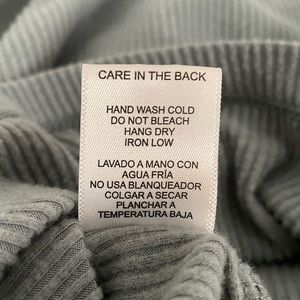 CARE IN THE BACK
HAND WASH COLD
DO NOT BLEACH
HANG DRY
IRON LOW
LAVADO A MANO CON
AGUA FRÍA
NO USA BLANQUEADOR
COLGAR A SECAR
PLANCHAR A
TEMPERATURA BAJA